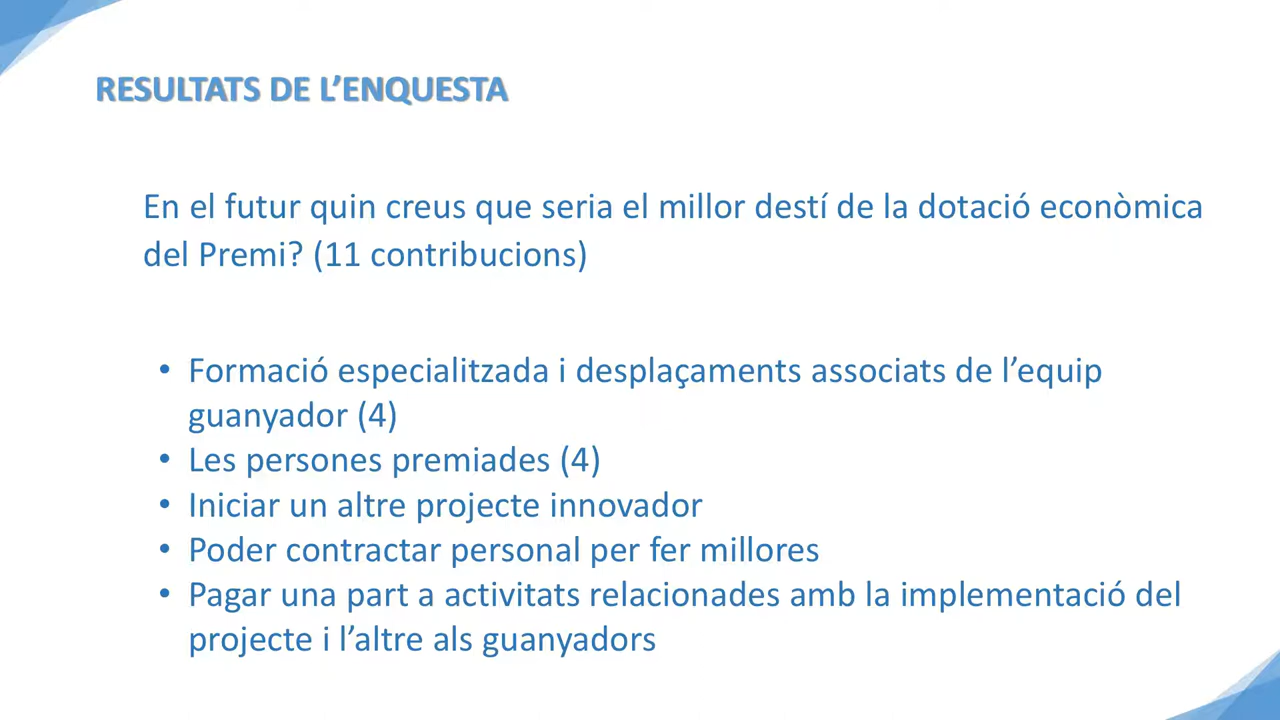 RESULTATS DE L’ENQUESTA
En el futur quin creus que seria el millor destí de la dotació econòmica
del Premi? (11 contribucions)
• Formació especialitzada i desplaçaments associats de l’equip
guanyador (4)
• Les persones premiades (4)
• Iniciar un altre projecte innovador
• Poder contractar personal per fer millores
• Pagar una part a activitats relacionades amb la implementació del
projecte i l’altre als guanyadors